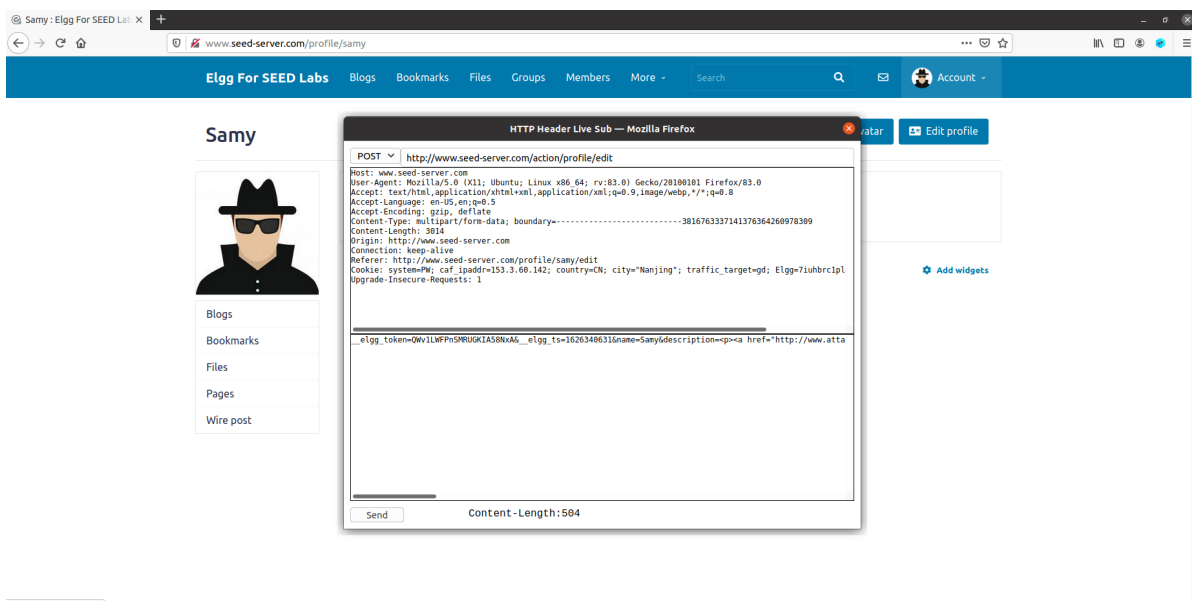 Samy : Elgg For SEED Lab
www.seed-server.com/profile/samy
Elgg For SEED Labs Blogs Bookmarks Files Groups Members More Search Account
Samy
vatar
Edit profile
HTTP Header Live Sub — Mozilla Firefox
POST http://www.seed-server.com/action/profile/edit
Host: www.seed-server.com
User-Agent: Mozilla/5.0 (X11; Ubuntu; Linux x86_64; rv:83.0) Gecko/20100101 Firefox/83.0
Accept: text/html,application/xhtml+xml,application/xml;q=0.9,image/webp,*/*;q=0.8
Accept-Language: en-US,en;q=0.5
Accept-Encoding: gzip, deflate
Content-Type: multipart/form-data; boundary=---------------------------3816763337141376364260978309
Content-Length: 3014
Origin: http://www.seed-server.com
Connection: keep-alive
Referer: http://www.seed-server.com/profile/samy/edit
Cookie: system=PW; caf_ipaddr=153.3.60.142; country=CN; city="Nanjing"; traffic_target=gd; Elgg=7iuhbrc1pl
Upgrade-Insecure-Requests: 1
Add widgets
Blogs
Bookmarks
Files
Pages
Wire post
__elgg_token=QWv1LWFPnSMRUGKIA58NxA&__elgg_ts=1626340631&name=Samy&description=<p><a href="http://www.atta
Send
Content-Length:504